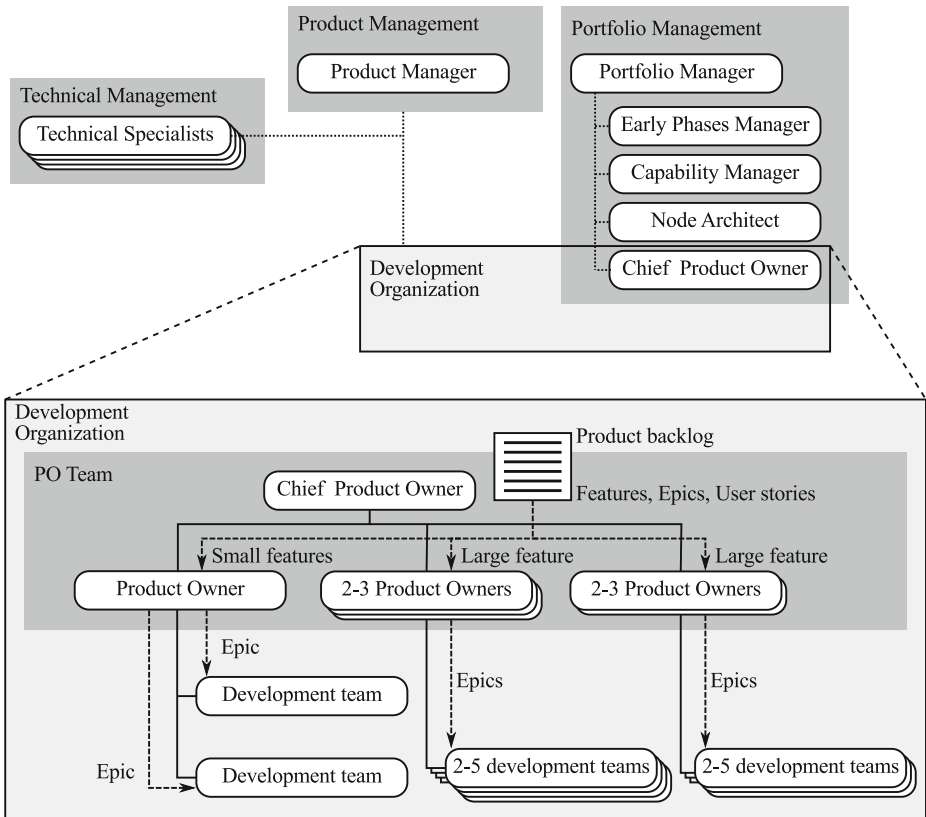 Product Management
Product Manager
Portfolio Management
Portfolio Manager
Technical Management
Technical Specialists
Early Phases Manager
Capability Manager
Node Architect
Chief Product Owner
Development
Organization
Development
Organization
Product backlog
PO Team
Chief Product Owner
Features, Epics, User stories
Small features
Large feature
Large feature
Product Owner
2-3 Product Owners
2-3 Product Owners
Epic
Epics
Epics
Development team
Epic
Development team
2-5 development teams
2-5 development teams